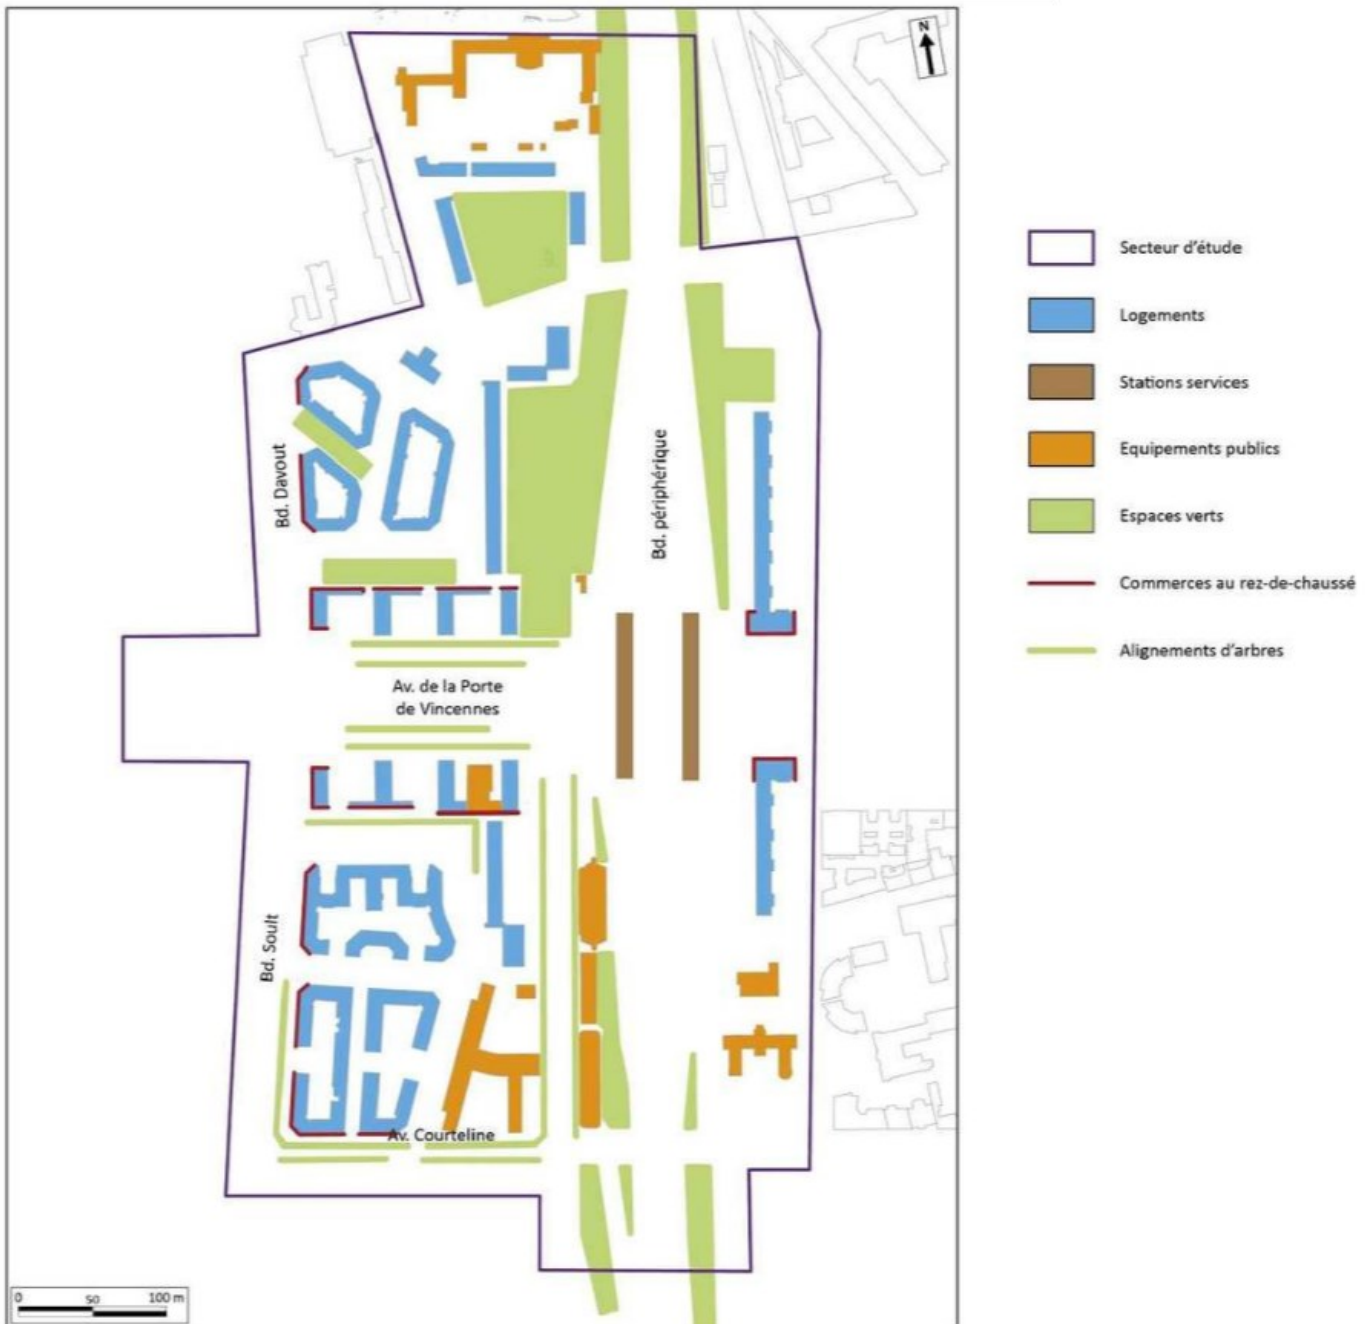 N
Secteur d'étude
Logements
Stations services
Equipements publics
Espaces verts
Commerces au rez-de-chaussé
Alignements d'arbres
Bd. Davout
Bd. périphérique
Av. de la Porte
de Vincennes
Bd. Soult
Av. Courteline
0 50 100 m